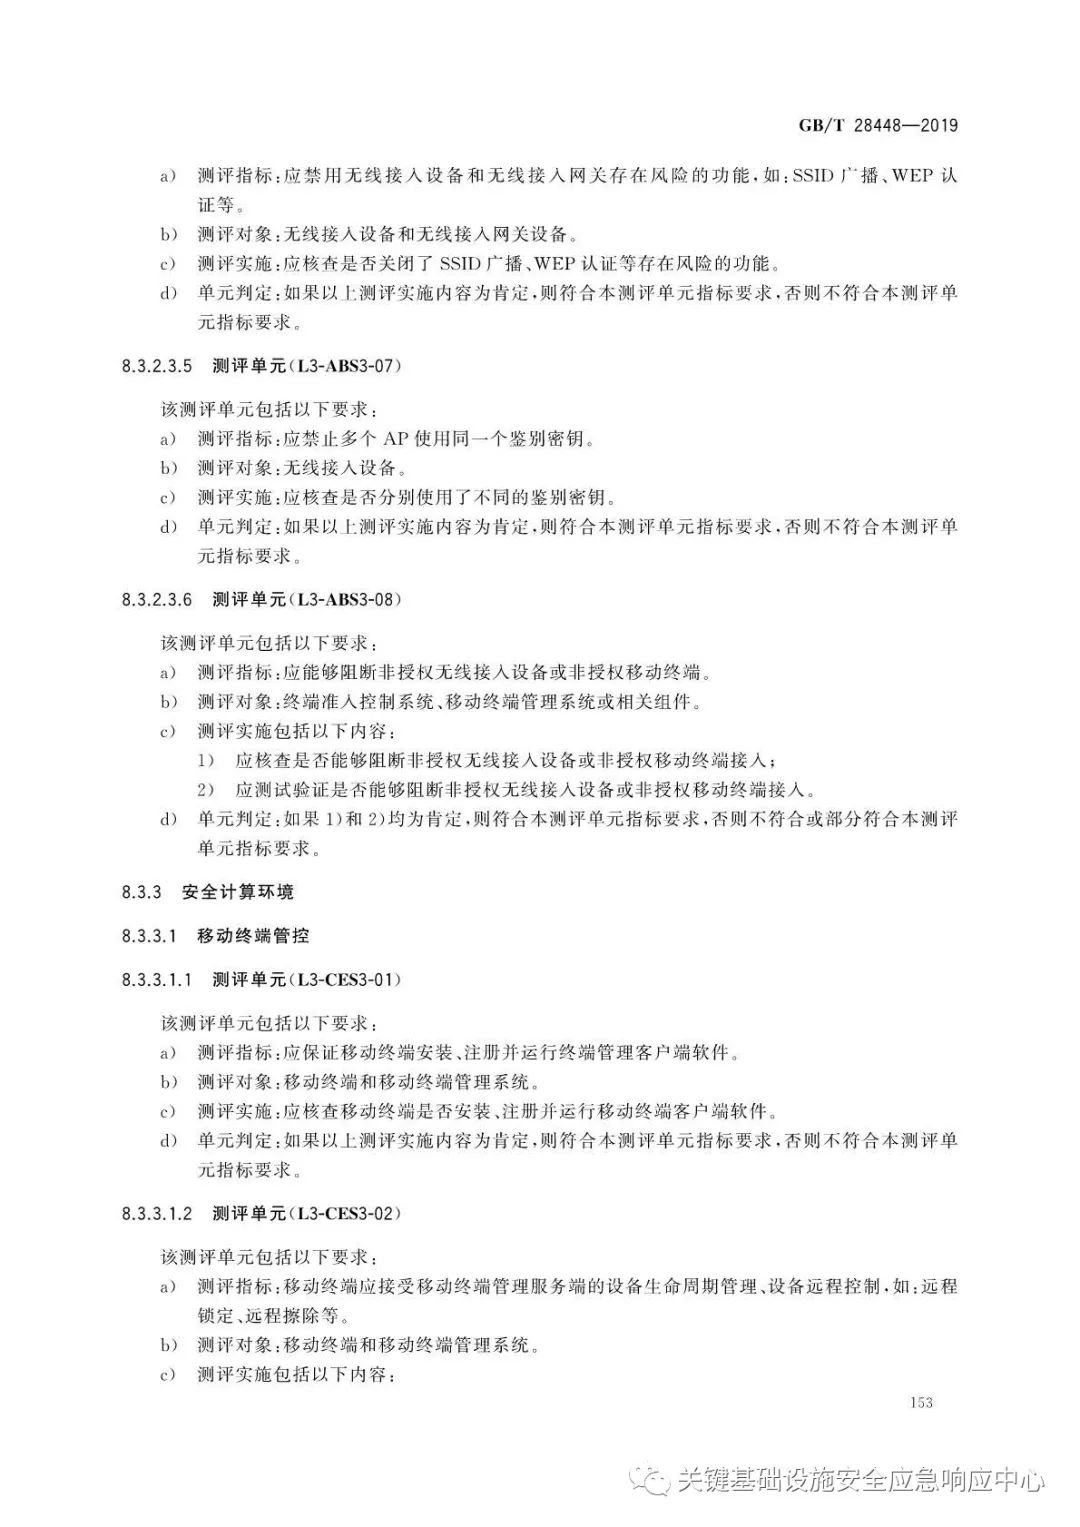 GB/T 28448—2019
a) 测评指标:应禁用无线接入设备和无线接入网关存在风险的功能,如:SSID 广播、WEP 认
证等。
b) 测评对象:无线接入设备和无线接入网关设备。
c) 测评实施:应核查是否关闭了 SSID 广播、WEP 认证等存在风险的功能。
d) 单元判定:如果以上测评实施内容为肯定,则符合本测评单元指标要求,否则不符合本测评单
元指标要求。
8.3.2.3.5 测评单元(L3-ABS3-07)
该测评单元包括以下要求:
a) 测评指标:应禁止多个 AP 使用同一个鉴别密钥。
b) 测评对象:无线接入设备。
c) 测评实施:应核查是否分别使用了不同的鉴别密钥。
d) 单元判定:如果以上测评实施内容为肯定,则符合本测评单元指标要求,否则不符合本测评单
元指标要求。
8.3.2.3.6 测评单元(L3-ABS3-08)
该测评单元包括以下要求:
a) 测评指标:应能够阻断非授权无线接入设备或非授权移动终端。
b) 测评对象:终端准入控制系统、移动终端管理系统或相关组件。
c) 测评实施包括以下内容:
1) 应核查是否能够阻断非授权无线接入设备或非授权移动终端接入;
2) 应测试验证是否能够阻断非授权无线接入设备或非授权移动终端接入。
d) 单元判定:如果 1)和 2)均为肯定,则符合本测评单元指标要求,否则不符合或部分符合本测评
单元指标要求。
8.3.3 安全计算环境
8.3.3.1 移动终端管控
8.3.3.1.1 测评单元(L3-CES3-01)
该测评单元包括以下要求:
a) 测评指标:应保证移动终端安装、注册并运行终端管理客户端软件。
b) 测评对象:移动终端和移动终端管理系统。
c) 测评实施:应核查移动终端是否安装、注册并运行移动终端客户端软件。
d) 单元判定:如果以上测评实施内容为肯定,则符合本测评单元指标要求,否则不符合本测评单
元指标要求。
8.3.3.1.2 测评单元(L3-CES3-02)
该测评单元包括以下要求:
a) 测评指标:移动终端应接受移动终端管理服务端的设备生命周期管理、设备远程控制,如:远程
锁定、远程擦除等。
b) 测评对象:移动终端和移动终端管理系统。
c) 测评实施包括以下内容:
153
关键基础设施安全应急响应中心